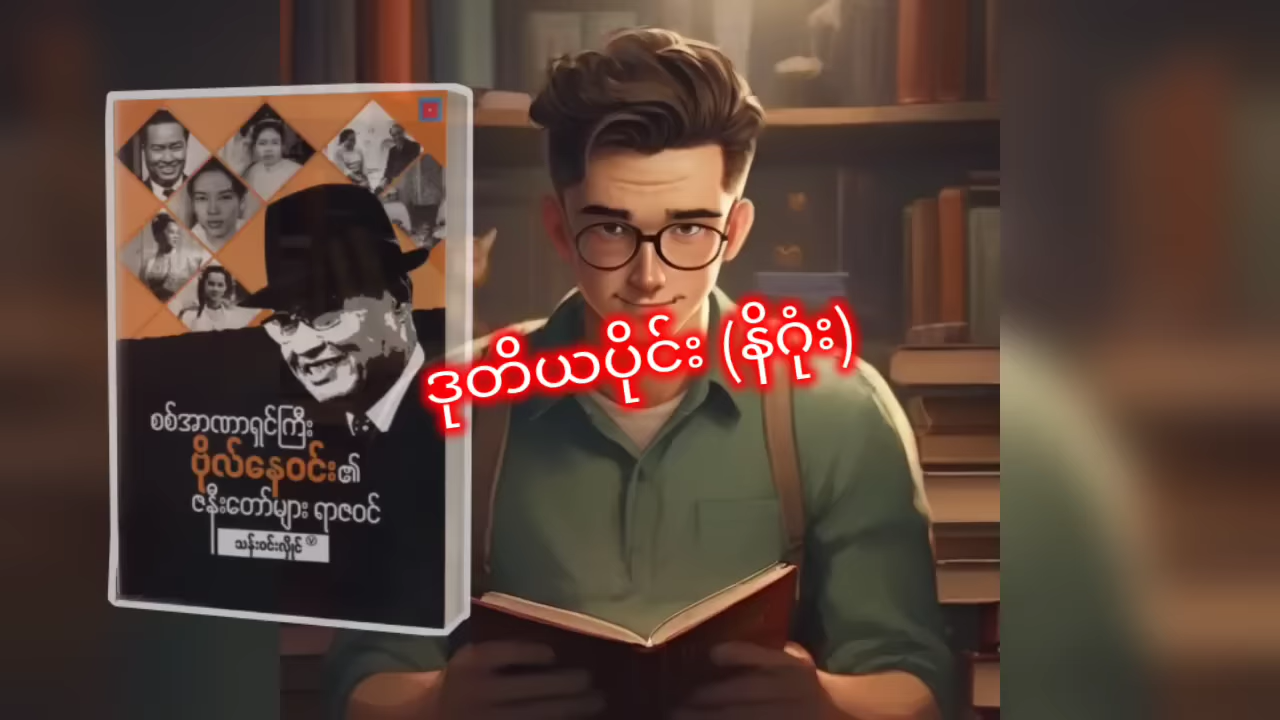 စစ်အာဏာရှင်ကြီး
ဗိုလ်နေဝင်း၏
ဇနီးတော်များ ရာဇဝင်
သန်းဝင်းလှိုင်
ဒုတိယပိုင်း (နိဂုံး)